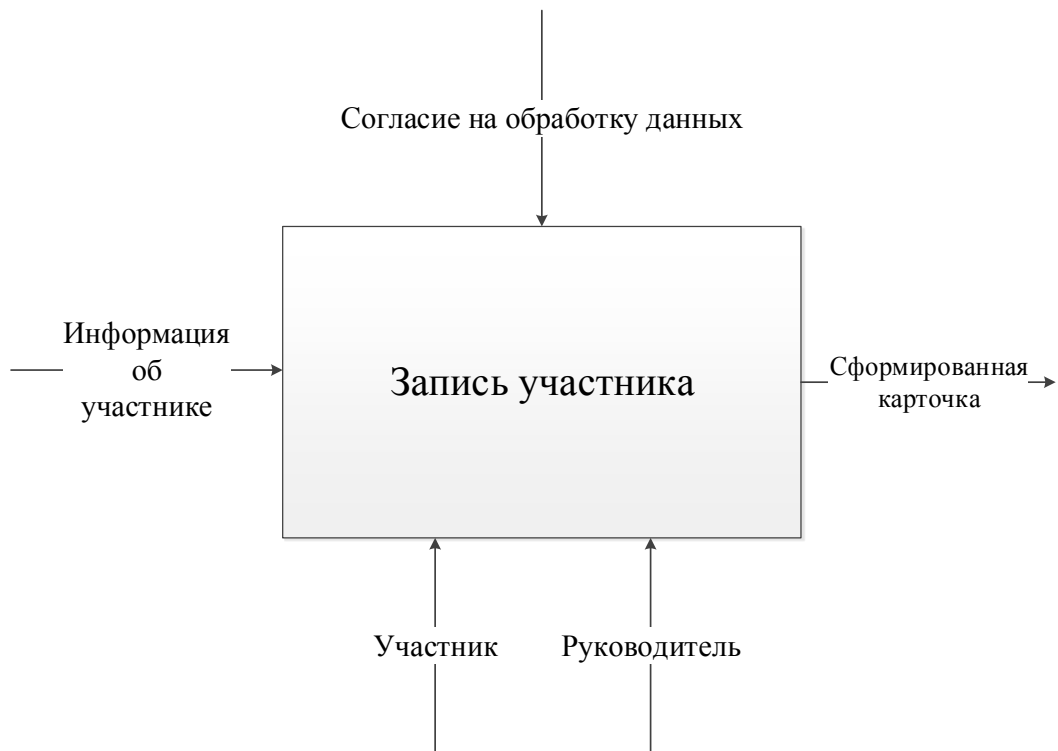 Согласие на обработку данных
Информация
об
участнике
Запись участника
Сформированная
карточка
Участник
Руководитель